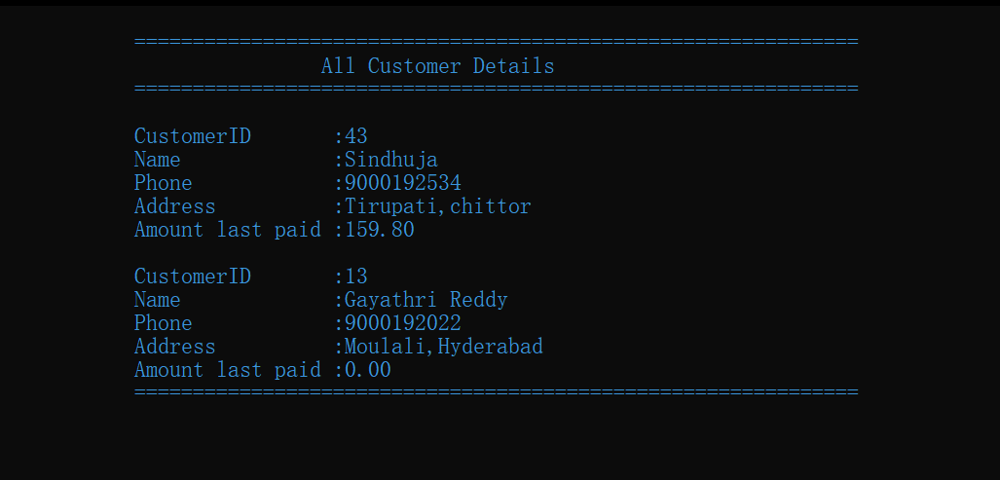 ==============================================================
All Customer Details
==============================================================
CustomerID :43
Name :Sindhuja
Phone :9000192534
Address :Tirupati,chittor
Amount last paid :159.80
CustomerID :13
Name :Gayathri Reddy
Phone :9000192022
Address :Moulali,Hyderabad
Amount last paid :0.00
==============================================================